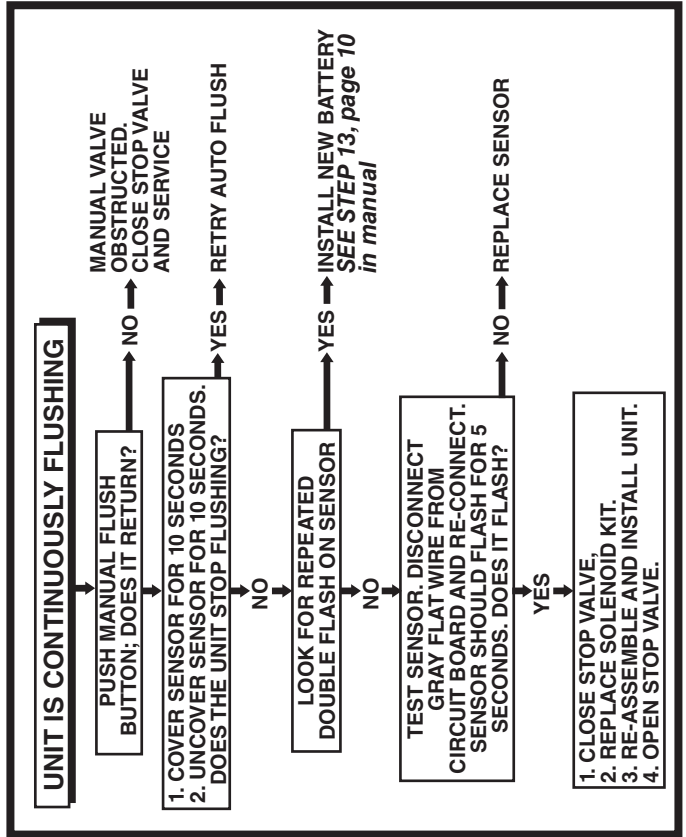 UNIT IS CONTINUOUSLY FLUSHING
PUSH MANUAL FLUSH
BUTTON; DOES IT RETURN?
NO
MANUAL VALVE
OBSTRUCTED.
CLOSE STOP VALVE
AND SERVICE
1. COVER SENSOR FOR 10 SECONDS
2. UNCOVER SENSOR FOR 10 SECONDS.
DOES THE UNIT STOP FLUSHING?
YES
RETRY AUTO FLUSH
NO
LOOK FOR REPEATED
DOUBLE FLASH ON SENSOR
YES
INSTALL NEW BATTERY
SEE STEP 13, page 10
in manual
NO
TEST SENSOR. DISCONNECT
GRAY FLAT WIRE FROM
CIRCUIT BOARD AND RE-CONNECT.
SENSOR SHOULD FLASH FOR 5
SECONDS. DOES IT FLASH?
NO
REPLACE SENSOR
YES
1. CLOSE STOP VALVE,
2. REPLACE SOLENOID KIT.
3. RE-ASSEMBLE AND INSTALL UNIT.
4. OPEN STOP VALVE.